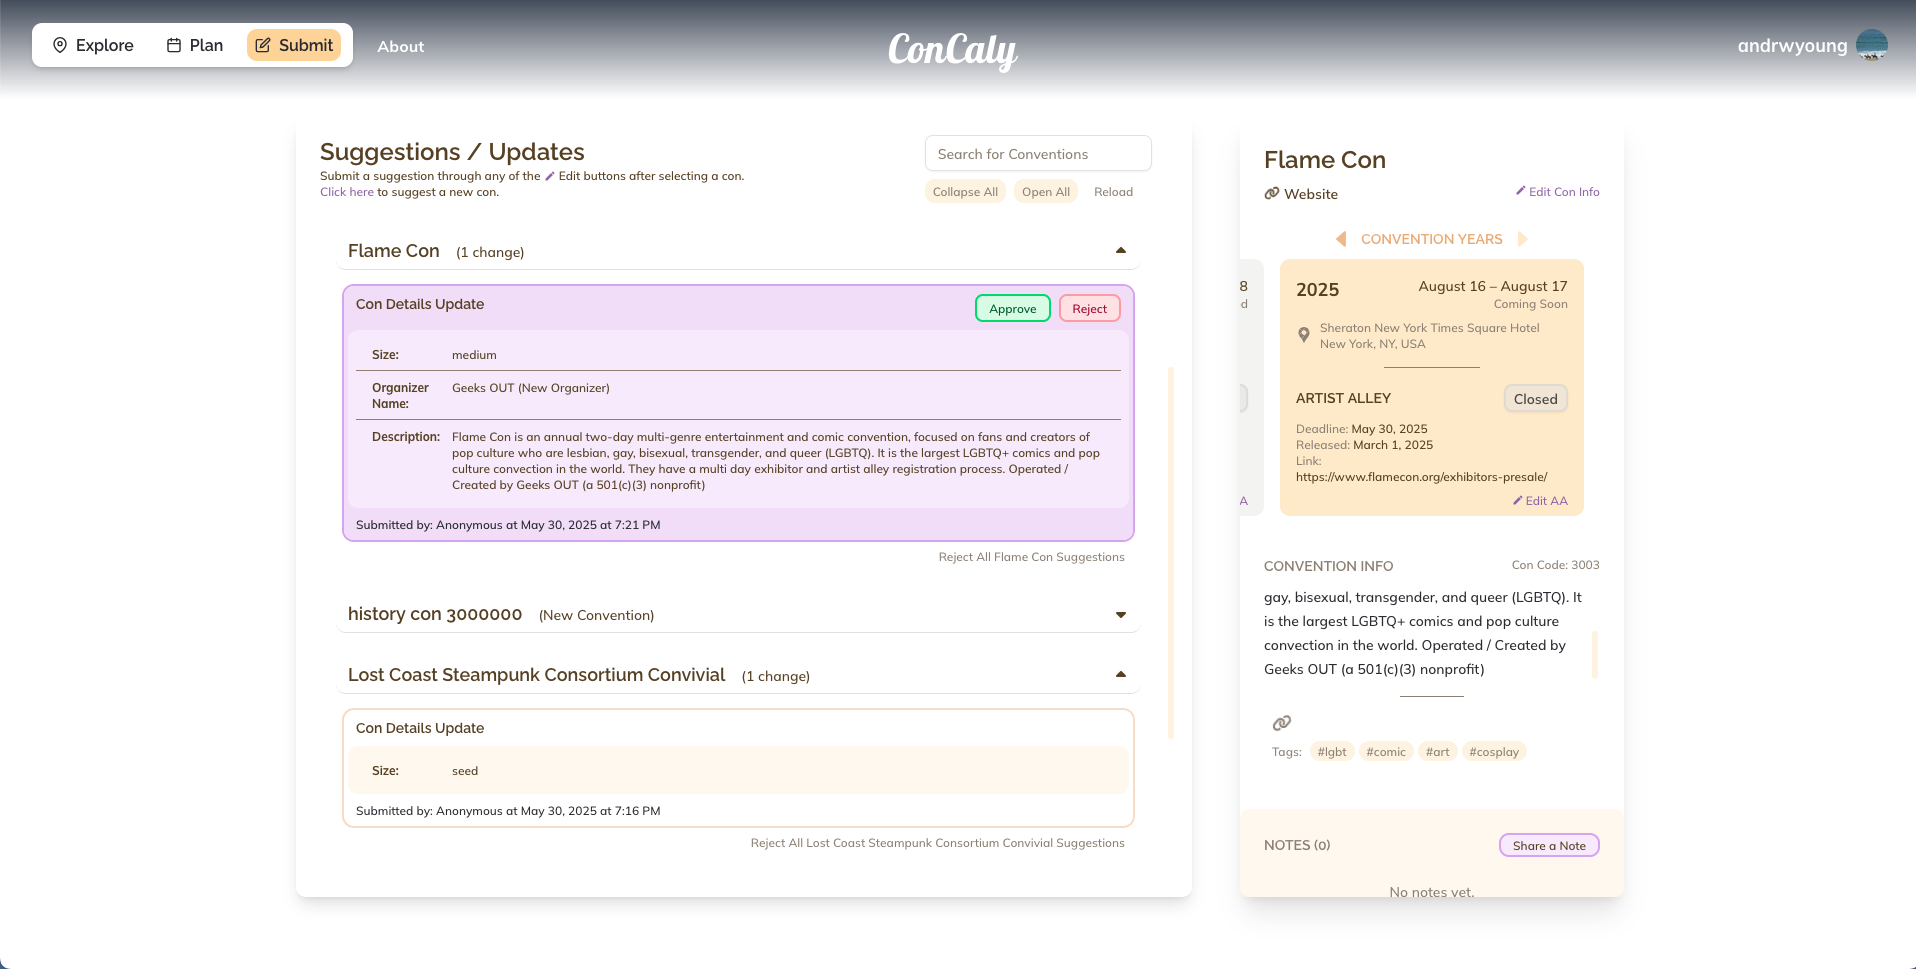 Explore
Plan
Submit
About
ConCaly
andrwyoung
Suggestions / Updates
Submit a suggestion through any of the Edit buttons after selecting a con.
Click here to suggest a new con.
Search for Conventions
Collapse All
Open All
Reload
Flame Con (1 change)
Con Details Update
Approve
Reject
Size: medium
Organizer Name: Geeks OUT (New Organizer)
Description: Flame Con is an annual two-day multi-genre entertainment and comic convention, focused on fans and creators of
pop culture who are lesbian, gay, bisexual, transgender, and queer (LGBTQ). It is the largest LGBTQ+ comics and pop
culture convection in the world. They have a multi day exhibitor and artist alley registration process. Operated /
Created by Geeks OUT (a 501(c)(3) nonprofit)
Submitted by: Anonymous at May 30, 2025 at 7:21 PM
Reject All Flame Con Suggestions
history con 3000000 (New Convention)
Lost Coast Steampunk Consortium Convivial (1 change)
Con Details Update
Size: seed
Submitted by: Anonymous at May 30, 2025 at 7:16 PM
Reject All Lost Coast Steampunk Consortium Convivial Suggestions
Flame Con
Website
Edit Con Info
CONVENTION YEARS
8
d
A
2025
August 16 – August 17
Coming Soon
Sheraton New York Times Square Hotel
New York, NY, USA
ARTIST ALLEY
Closed
Deadline: May 30, 2025
Released: March 1, 2025
Link:
https://www.flamecon.org/exhibitors-presale/
Edit AA
CONVENTION INFO
Con Code: 3003
gay, bisexual, transgender, and queer (LGBTQ). It
is the largest LGBTQ+ comics and pop culture
convection in the world. Operated / Created by
Geeks OUT (a 501(c)(3) nonprofit)
Tags: #lgbt #comic #art #cosplay
NOTES (0)
Share a Note
No notes yet.